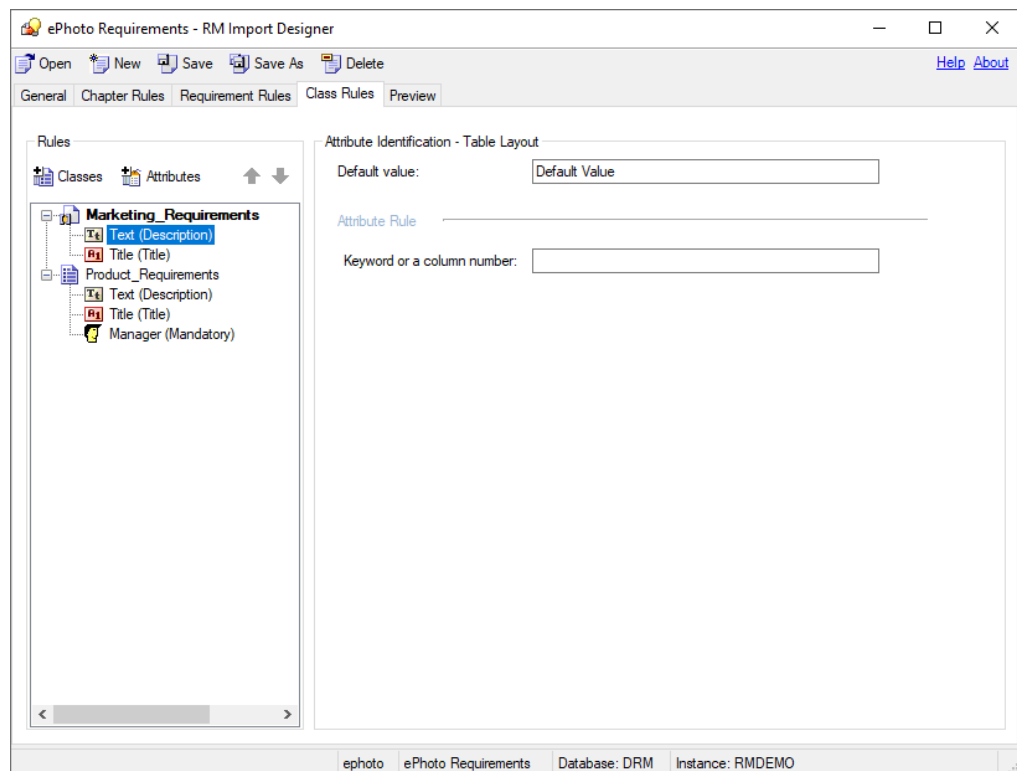 ePhoto Requirements - RM Import Designer
Open New Save Save As Delete Help About
General Chapter Rules Requirement Rules Class Rules Preview
Rules
Classes Attributes
Marketing_Requirements
Text (Description)
Title (Title)
Product_Requirements
Text (Description)
Title (Title)
Manager (Mandatory)
Attribute Identification - Table Layout
Default value: Default Value
Attribute Rule
Keyword or a column number:
ephoto ePhoto Requirements Database: DRM Instance: RMDEMO